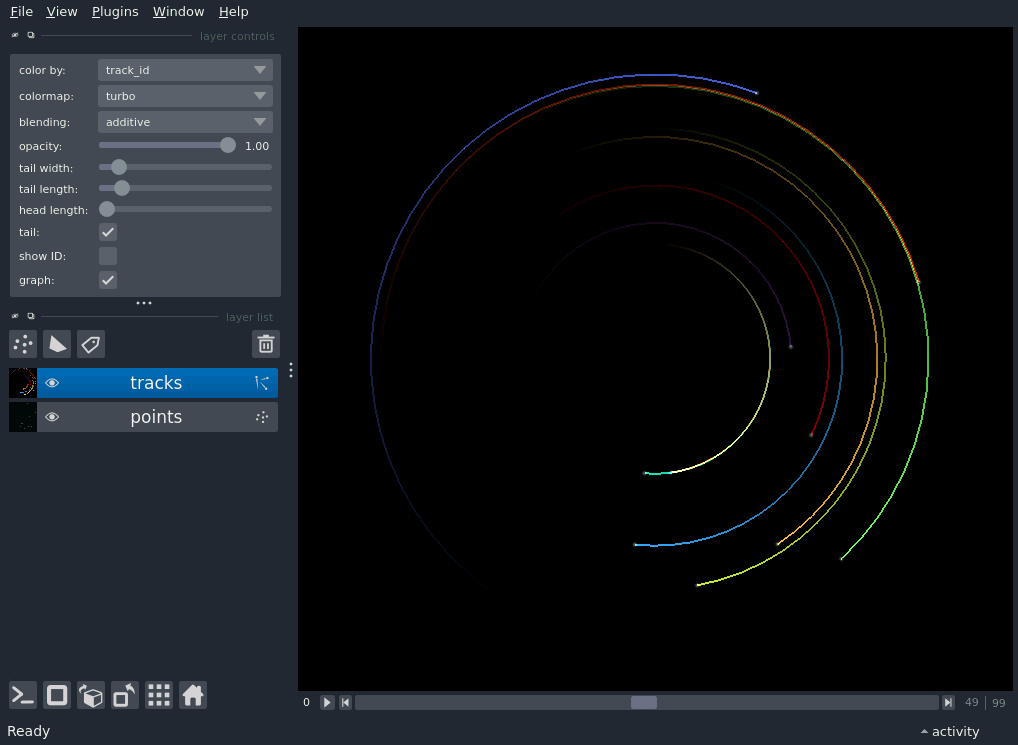 File View Plugins Window Help
layer controls
color by: track_id
colormap: turbo
blending: additive
opacity: 1.00
tail width:
tail length:
head length:
tail:
show ID:
graph:
layer list
tracks
points
0 49 | 99
Ready activity